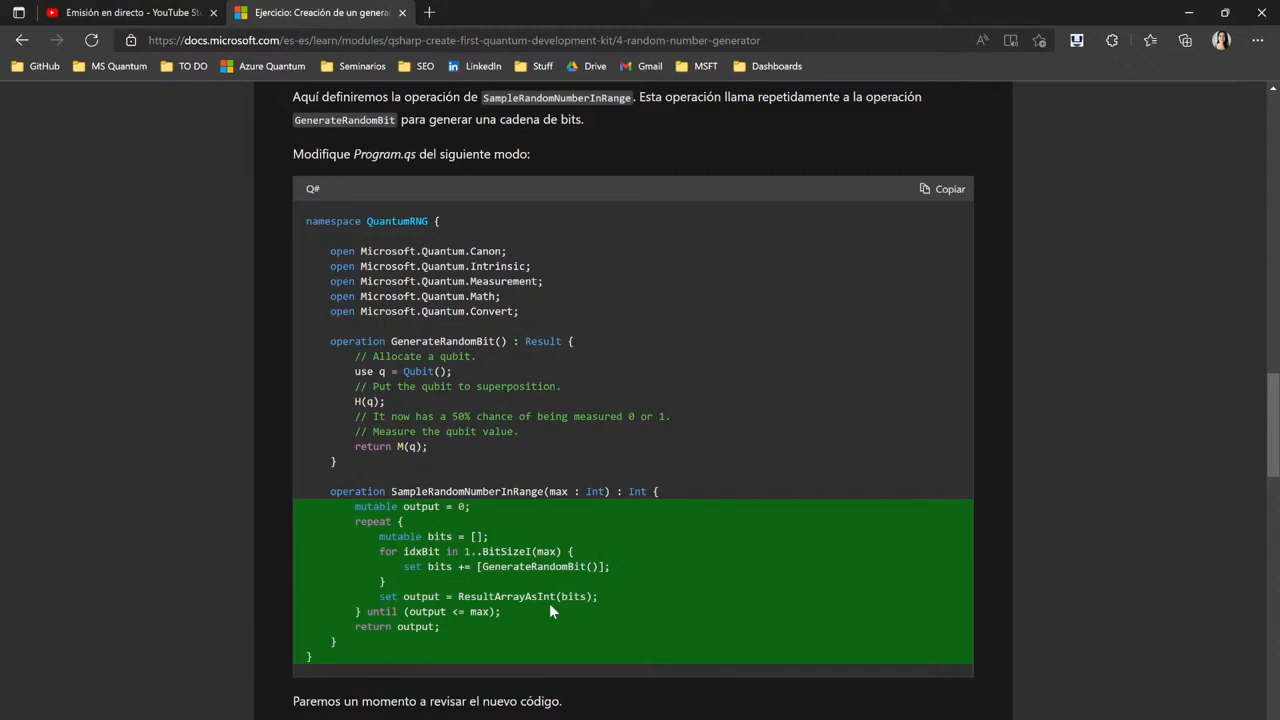 Emisión en directo - YouTube St
Ejercicio: Creación de un genera
https://docs.microsoft.com/es-es/learn/modules/qsharp-create-first-quantum-development-kit/4-random-number-generator
GitHub MS Quantum TO DO Azure Quantum Seminarios SEO LinkedIn Stuff Drive Gmail MSFT Dashboards
Aquí definiremos la operación de SampleRandomNumberInRange. Esta operación llama repetidamente a la operación
GenerateRandomBit para generar una cadena de bits.
Modifique Program.qs del siguiente modo:
Q# Copiar
namespace QuantumRNG {
open Microsoft.Quantum.Canon;
open Microsoft.Quantum.Intrinsic;
open Microsoft.Quantum.Measurement;
open Microsoft.Quantum.Math;
open Microsoft.Quantum.Convert;
operation GenerateRandomBit() : Result {
// Allocate a qubit.
use q = Qubit();
// Put the qubit to superposition.
H(q);
// It now has a 50% chance of being measured 0 or 1.
// Measure the qubit value.
return M(q);
}
operation SampleRandomNumberInRange(max : Int) : Int {
mutable output = 0;
repeat {
mutable bits = [];
for idxBit in 1..BitSizeI(max) {
set bits += [GenerateRandomBit()];
}
set output = ResultArrayAsInt(bits);
} until (output <= max);
return output;
}
}
Paremos un momento a revisar el nuevo código.